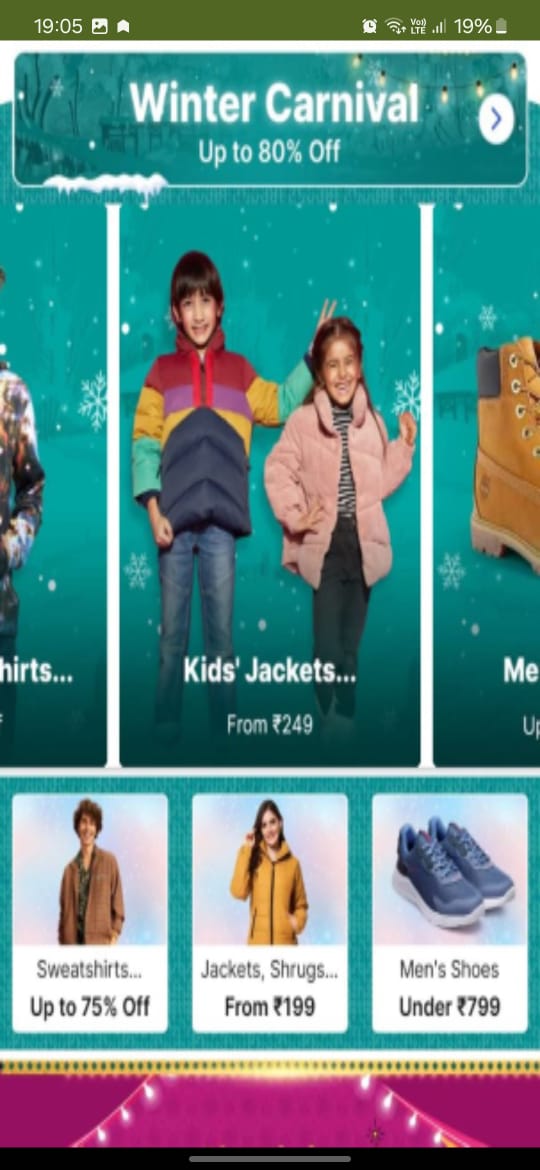 19:05
Vo)) LTE 19%
Winter Carnival
Up to 80% Off
hirts...
Kids' Jackets...
Me
From ₹249
Up
Sweatshirts...
Jackets, Shrugs...
Men's Shoes
Up to 75% Off
From ₹199
Under ₹799